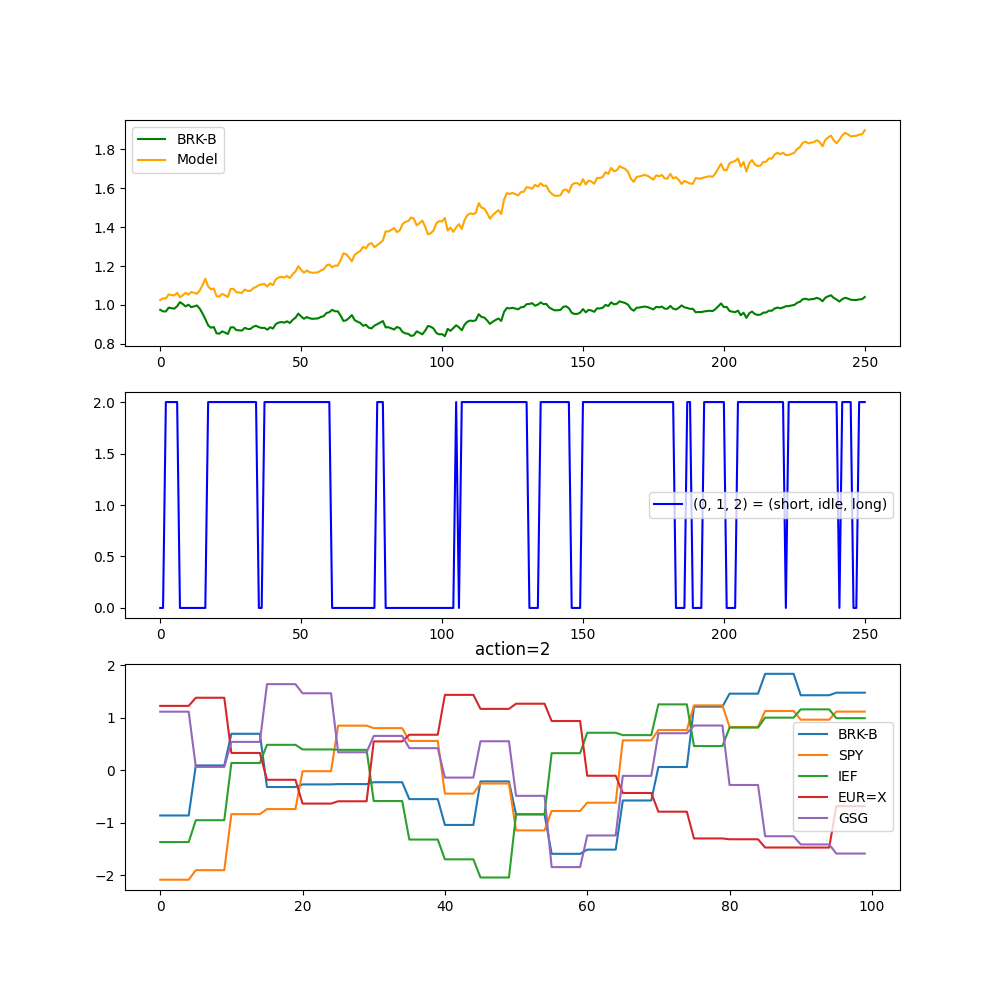 BRK-B
Model
1.8
1.6
1.4
1.2
1.0
0.8
0 50 100 150 200 250
2.0
1.5
1.0
0.5
0.0
(0, 1, 2) = (short, idle, long)
0 50 100 150 200 250
action=2
2
1
0
−1
−2
BRK-B
SPY
IEF
EUR=X
GSG
0 20 40 60 80 100